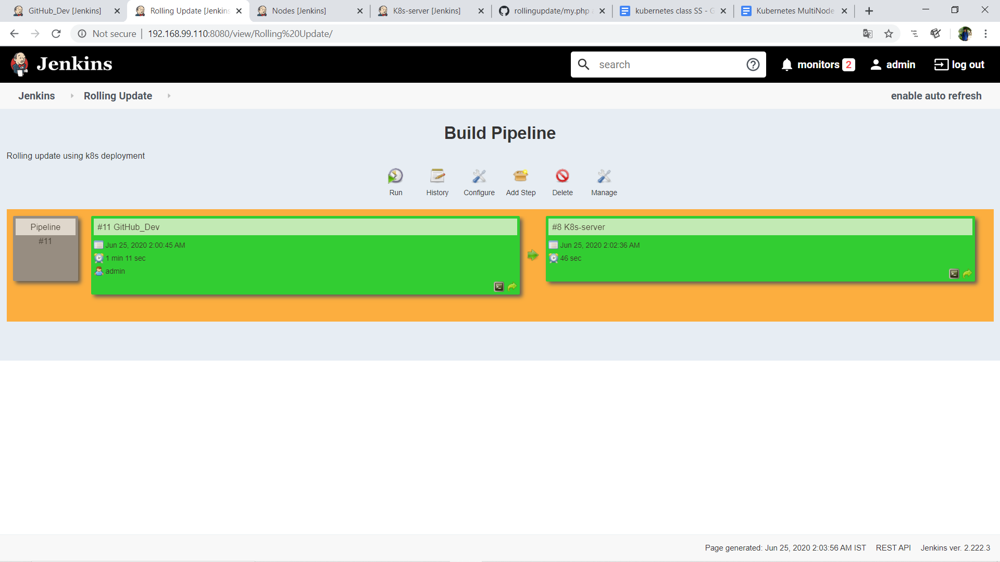 GitHub_Dev [Jenkins]
Rolling Update [Jenkins
Nodes [Jenkins]
K8s-server [Jenkins]
rollingupdate/my.php
kubernetes class SS - G
Kubernetes MultiNode
Not secure
192.168.99.110:8080/view/Rolling%20Update/
Jenkins
search
monitors 2
admin
log out
Jenkins
Rolling Update
enable auto refresh
Build Pipeline
Rolling update using k8s deployment
Run
History
Configure
Add Step
Delete
Manage
Pipeline
#11
#11 GitHub_Dev
Jun 25, 2020 2:00:45 AM
1 min 11 sec
admin
#8 K8s-server
Jun 25, 2020 2:02:36 AM
46 sec
Page generated: Jun 25, 2020 2:03:56 AM IST
REST API
Jenkins ver. 2.222.3